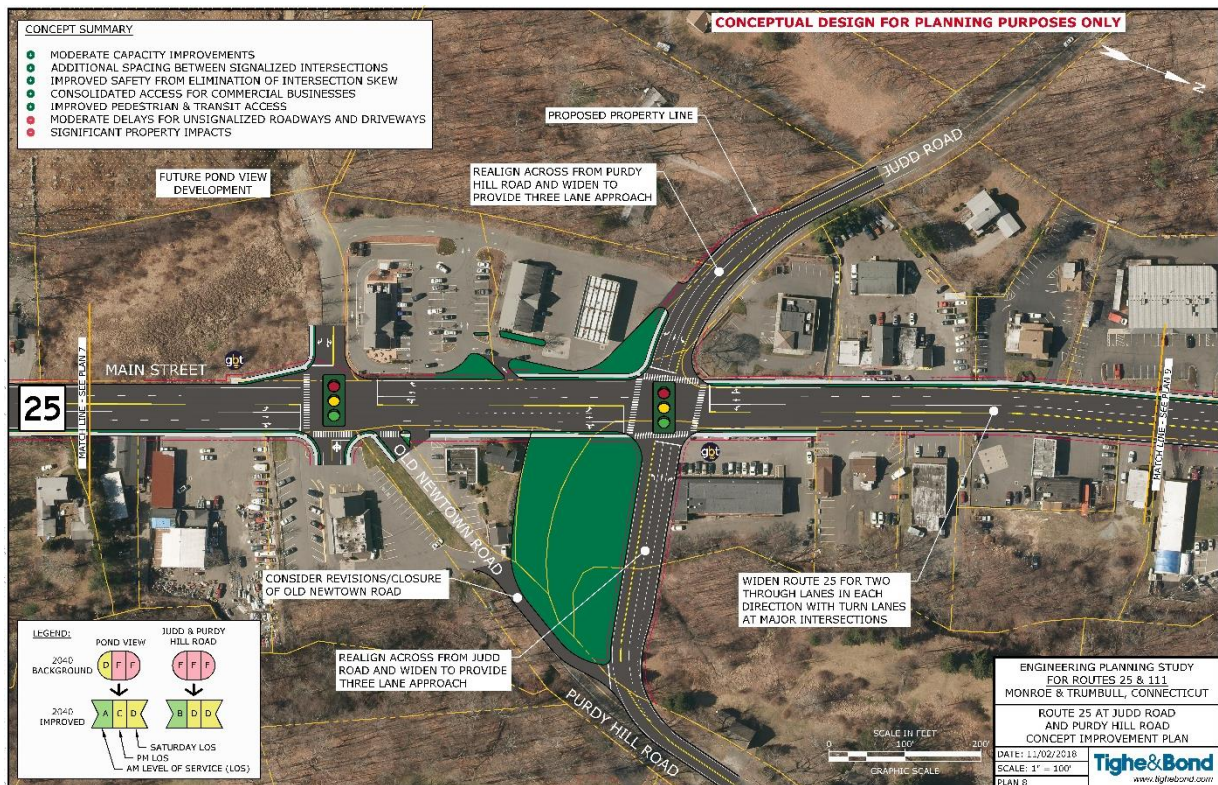 CONCEPTUAL DESIGN FOR PLANNING PURPOSES ONLY
CONCEPT SUMMARY
MODERATE CAPACITY IMPROVEMENTS
ADDITIONAL SPACING BETWEEN SIGNALIZED INTERSECTIONS
IMPROVED SAFETY FROM ELIMINATION OF INTERSECTION SKEW
CONSOLIDATED ACCESS FOR COMMERCIAL BUSINESSES
IMPROVED PEDESTRIAN & TRANSIT ACCESS
MODERATE DELAYS FOR UNSIGNALIZED ROADWAYS AND DRIVEWAYS
SIGNIFICANT PROPERTY IMPACTS
N
PROPOSED PROPERTY LINE
JUDD ROAD
REALIGN ACROSS FROM PURDY
HILL ROAD AND WIDEN TO
PROVIDE THREE LANE APPROACH
FUTURE POND VIEW
DEVELOPMENT
MATCH LINE - SEE PLAN 7
MAIN STREET
gbt
25
MATCH LINE - SEE PLAN 9
OLD NEWTOWN ROAD
gbt
CONSIDER REVISIONS/CLOSURE
OF OLD NEWTOWN ROAD
WIDEN ROUTE 25 FOR TWO
THROUGH LANES IN EACH
DIRECTION WITH TURN LANES
AT MAJOR INTERSECTIONS
REALIGN ACROSS FROM JUDD
ROAD AND WIDEN TO PROVIDE
THREE LANE APPROACH
PURDY HILL ROAD
LEGEND:
POND VIEW
JUDD & PURDY
HILL ROAD
2040
BACKGROUND
D F F
F F F
2040
IMPROVED
A C D
B D D
SATURDAY LOS
PM LOS
AM LEVEL OF SERVICE (LOS)
SCALE IN FEET
0 100' 200'
GRAPHIC SCALE
ENGINEERING PLANNING STUDY
FOR ROUTES 25 & 111
MONROE & TRUMBULL, CONNECTICUT
ROUTE 25 AT JUDD ROAD
AND PURDY HILL ROAD
CONCEPT IMPROVEMENT PLAN
DATE: 11/02/2018
SCALE: 1" = 100'
PLAN 8
Tighe&Bond
www.tighebond.com